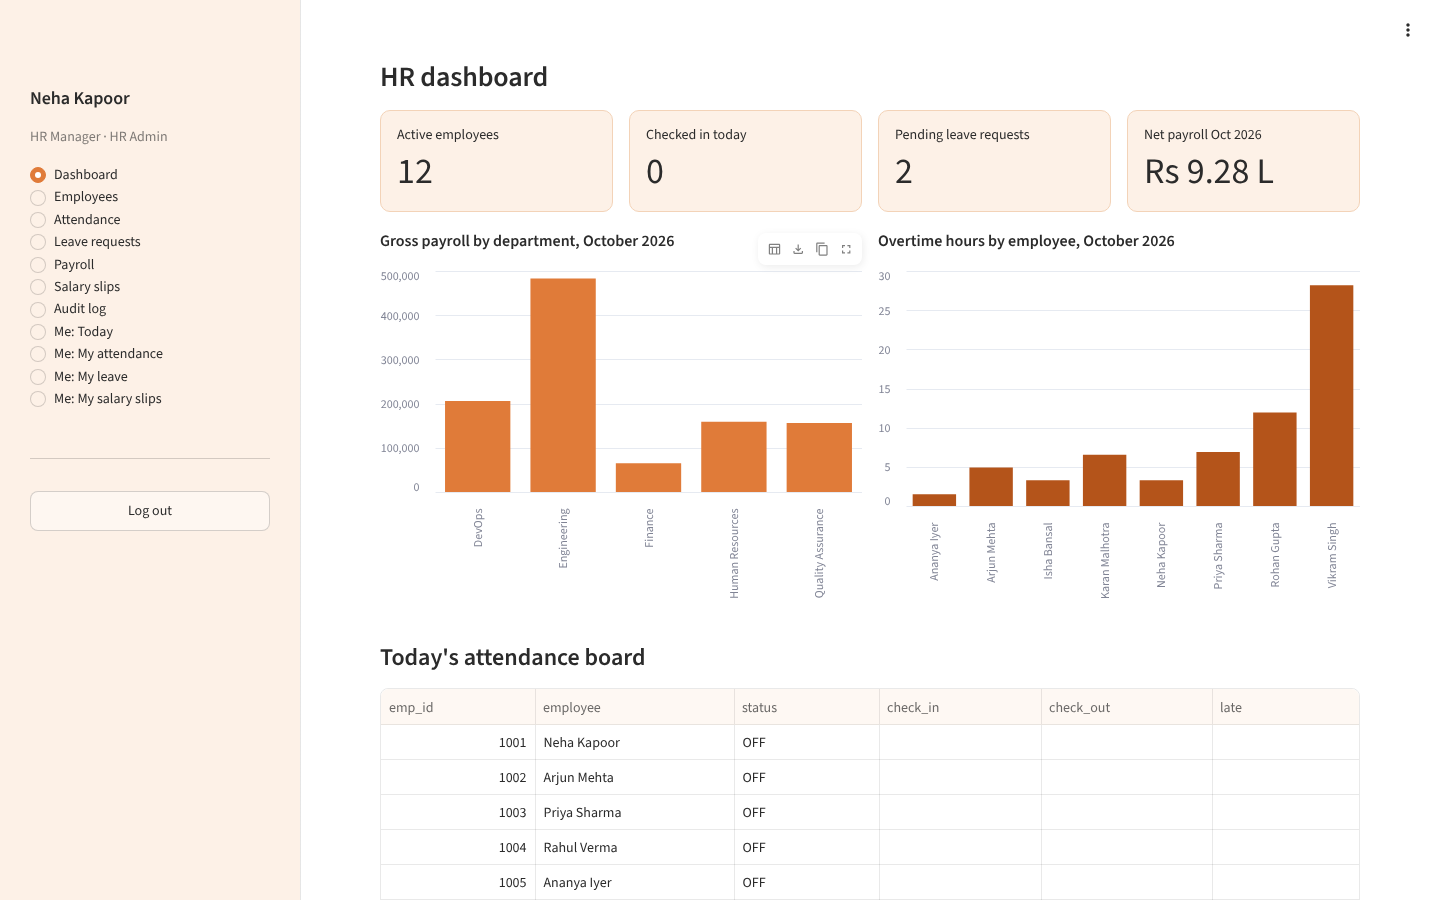 Neha Kapoor
HR Manager · HR Admin
Dashboard
Employees
Attendance
Leave requests
Payroll
Salary slips
Audit log
Me: Today
Me: My attendance
Me: My leave
Me: My salary slips
Log out
HR dashboard
Active employees
12
Checked in today
0
Pending leave requests
2
Net payroll Oct 2026
Rs 9.28 L
Gross payroll by department, October 2026
500,000
400,000
300,000
200,000
100,000
0
DevOps
Engineering
Finance
Human Resources
Quality Assurance
Overtime hours by employee, October 2026
30
25
20
15
10
5
0
Ananya Iyer
Arjun Mehta
Isha Bansal
Karan Malhotra
Neha Kapoor
Priya Sharma
Rohan Gupta
Vikram Singh
Today's attendance board
emp_id employee status check_in check_out late
1001 Neha Kapoor OFF
1002 Arjun Mehta OFF
1003 Priya Sharma OFF
1004 Rahul Verma OFF
1005 Ananya Iyer OFF